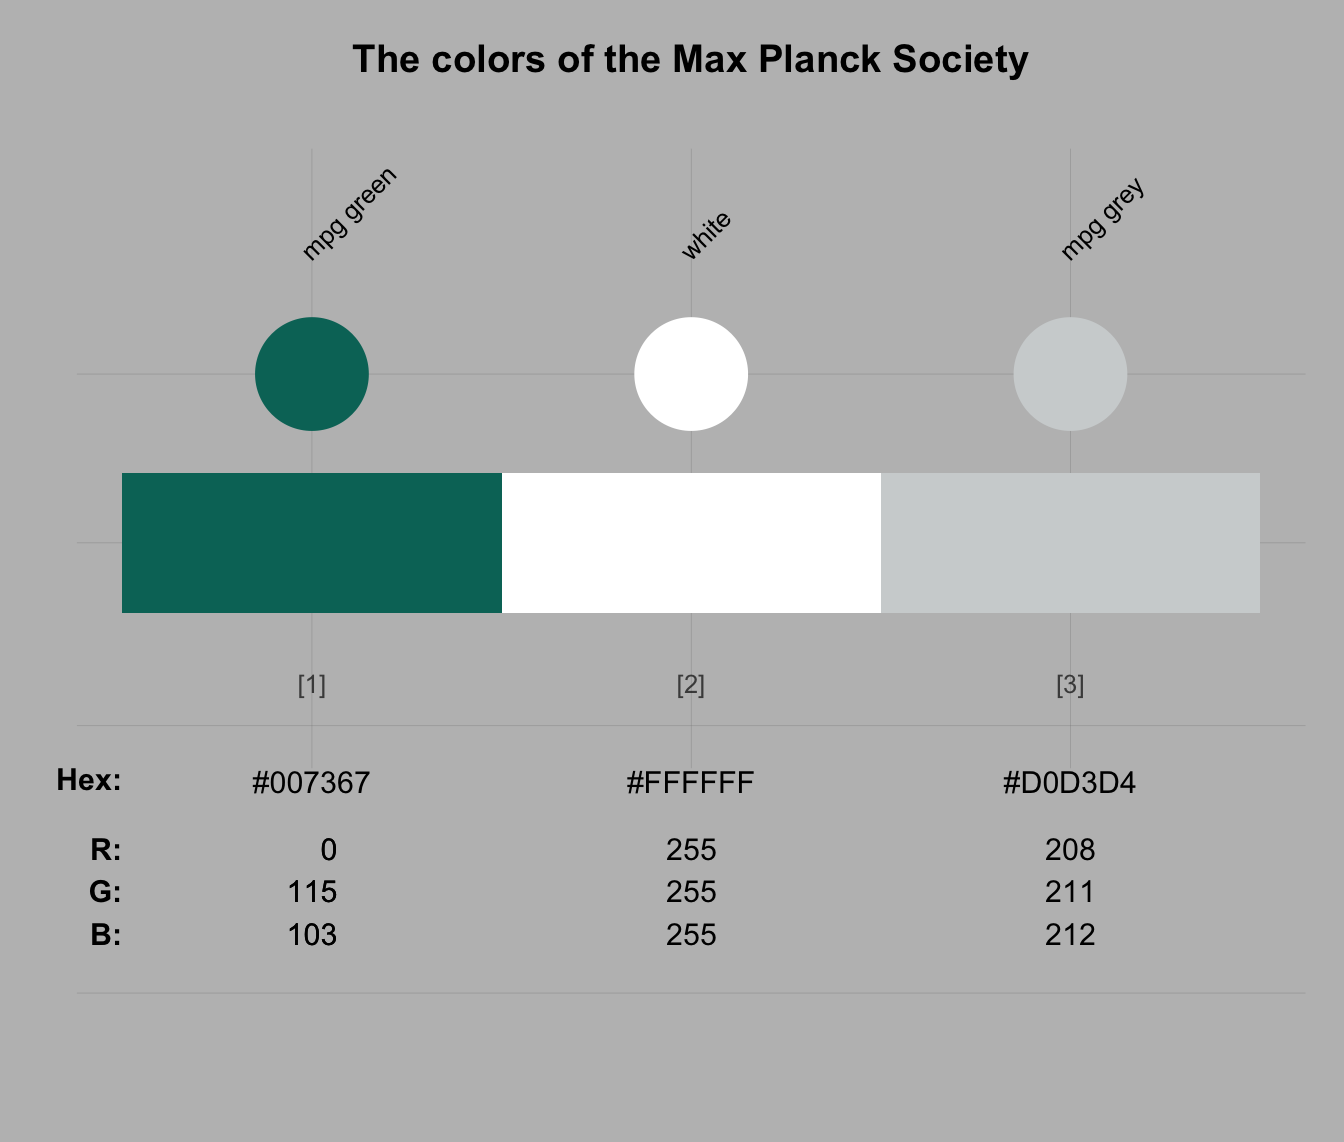 The colors of the Max Planck Society
mpg green
white
mpg grey
[1] [2] [3]
Hex: #007367 #FFFFFF #D0D3D4
R: 0 255 208
G: 115 255 211
B: 103 255 212